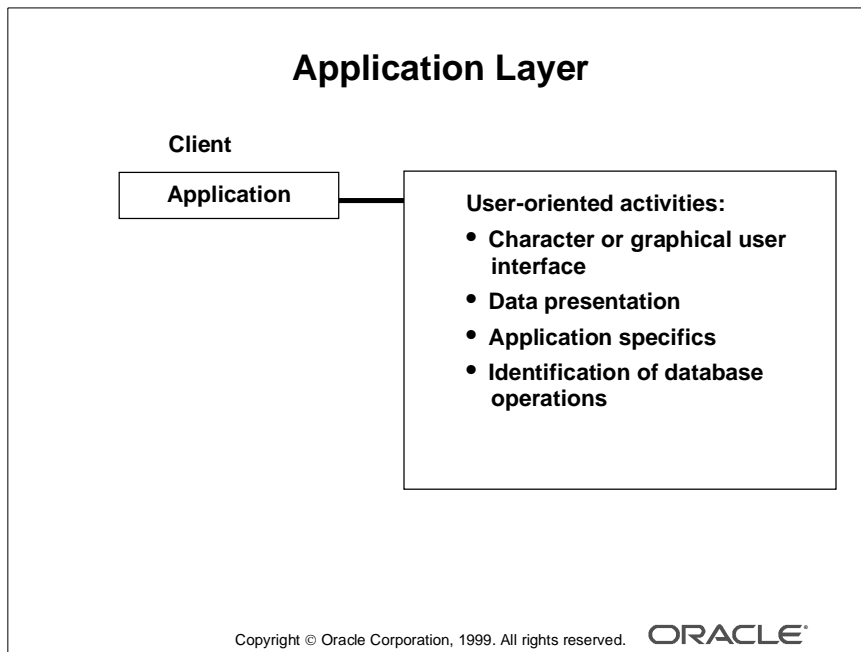 Application Layer
Client
Application
User-oriented activities:
• Character or graphical user
interface
• Data presentation
• Application specifics
• Identification of database
operations
Copyright © Oracle Corporation, 1999. All rights reserved.
ORACLE®